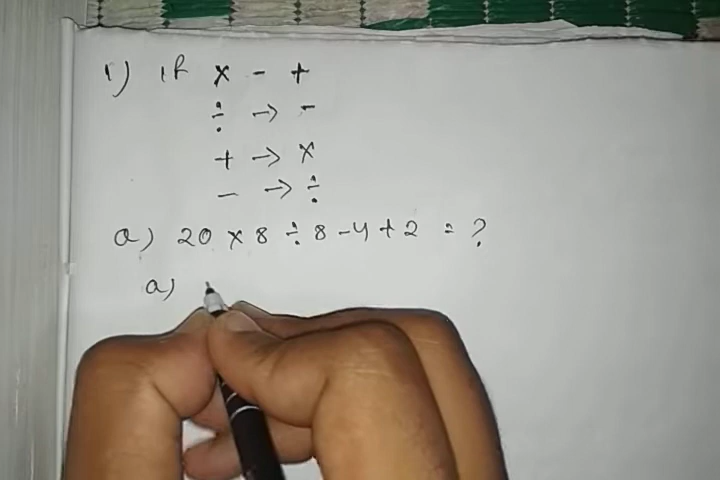 1) if × - +
÷ → -
+ → ×
- → ÷
Q) 20 × 8 ÷ 8 - 4 + 2 = ?
a)